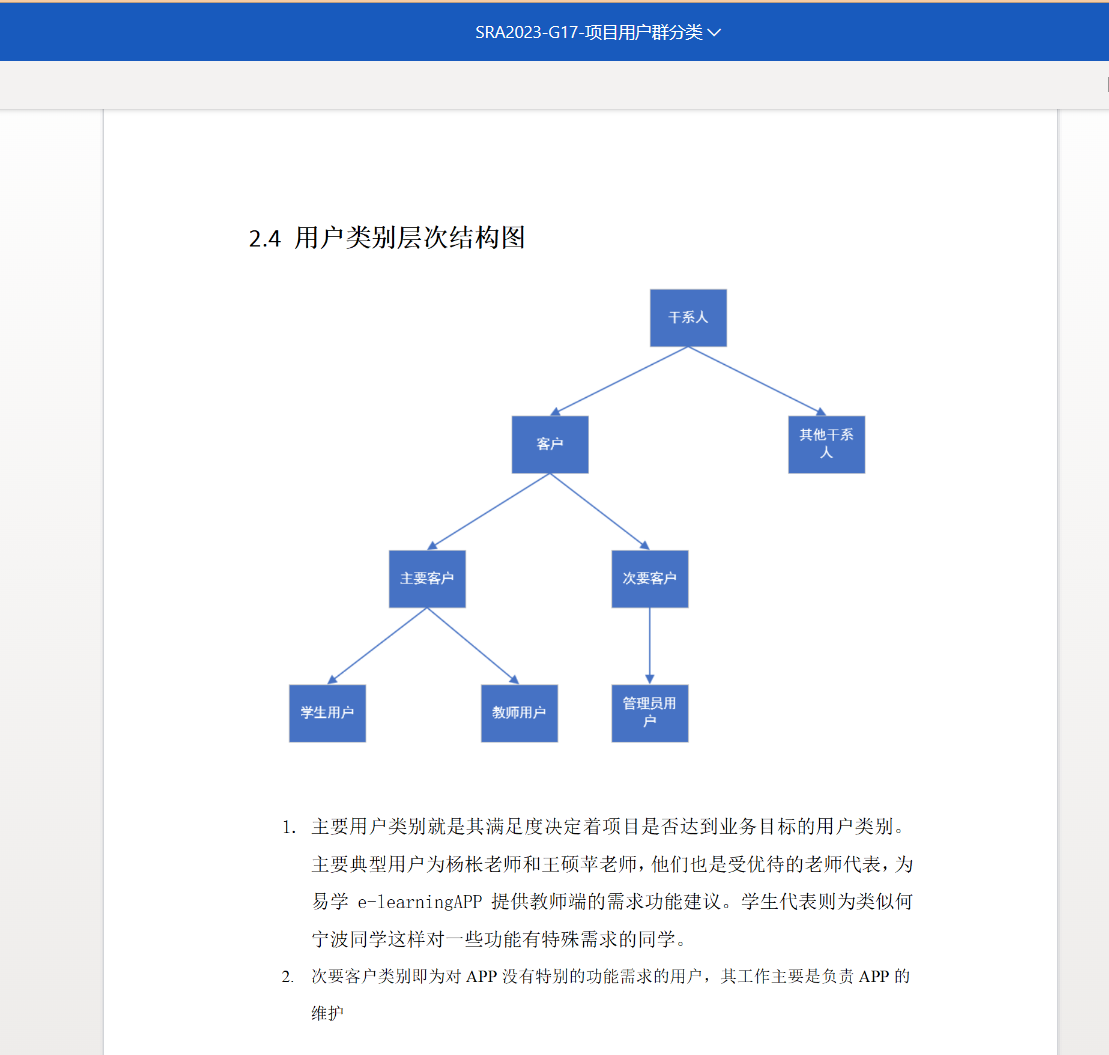 SRA2023-G17-项目用户群分类
2.4 用户类别层次结构图
干系人
客户
其他干系
人
主要客户
次要客户
学生用户
教师用户
管理员用
户
1. 主要用户类别就是其满足度决定着项目是否达到业务目标的用户类别。
主要典型用户为杨枨老师和王硕苹老师，他们也是受优待的老师代表，为
易学 e-learningAPP 提供教师端的需求功能建议。学生代表则为类似何
宁波同学这样对一些功能有特殊需求的同学。
2. 次要客户类别即为对 APP 没有特别的功能需求的用户，其工作主要是负责 APP 的
维护